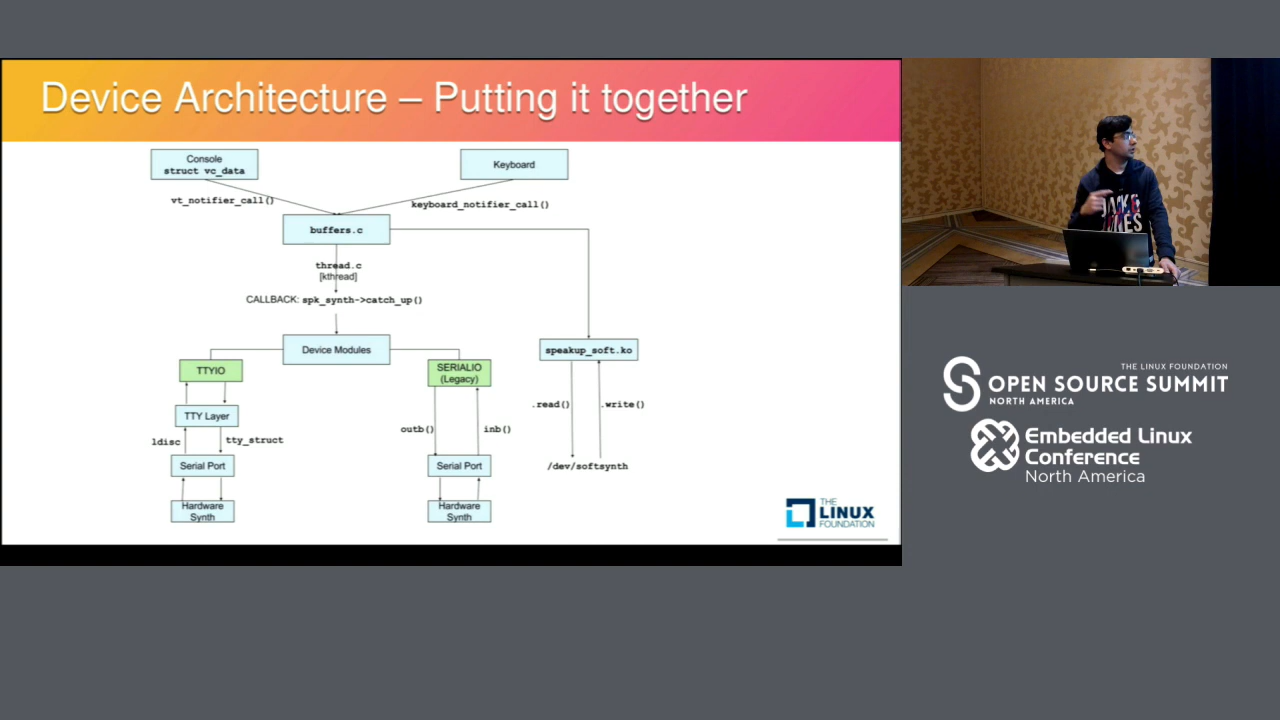 Device Architecture – Putting it together
Console
struct vc_data
Keyboard
vt_notifier_call()
keyboard_notifier_call()
buffers.c
thread.c
[kthread]
CALLBACK: spk_synth->catch_up()
Device Modules
speakup_soft.ko
TTYIO
SERIALIO
(Legacy)
.read()
.write()
TTY Layer
outb()
inb()
ldisc
tty_struct
Serial Port
Serial Port
/dev/softsynth
Hardware
Synth
Hardware
Synth
THE
LINUX
FOUNDATION
JACK &
JONES
THE LINUX FOUNDATION
OPEN SOURCE SUMMIT
NORTH AMERICA
Embedded Linux
Conference
North America